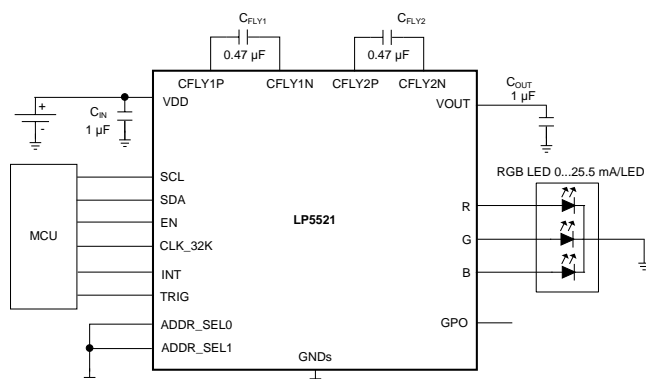 CFLY1
0.47 µF
CFLY2
0.47 µF
CFLY1P CFLY1N CFLY2P CFLY2N
+
-
CIN
1 µF
VDD
VOUT
COUT
1 µF
MCU
SCL
SDA
EN
CLK_32K
INT
TRIG
ADDR_SEL0
ADDR_SEL1
LP5521
RGB LED 0...25.5 mA/LED
R
G
B
GPO
GNDs